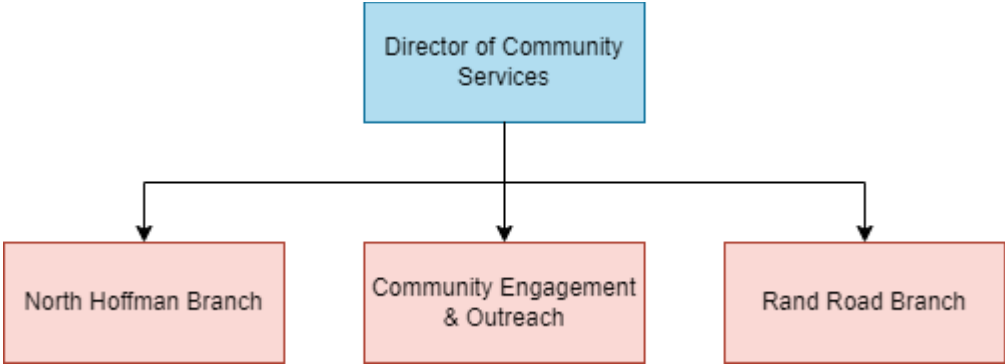 Director of Community
Services
North Hoffman Branch
Community Engagement
& Outreach
Rand Road Branch